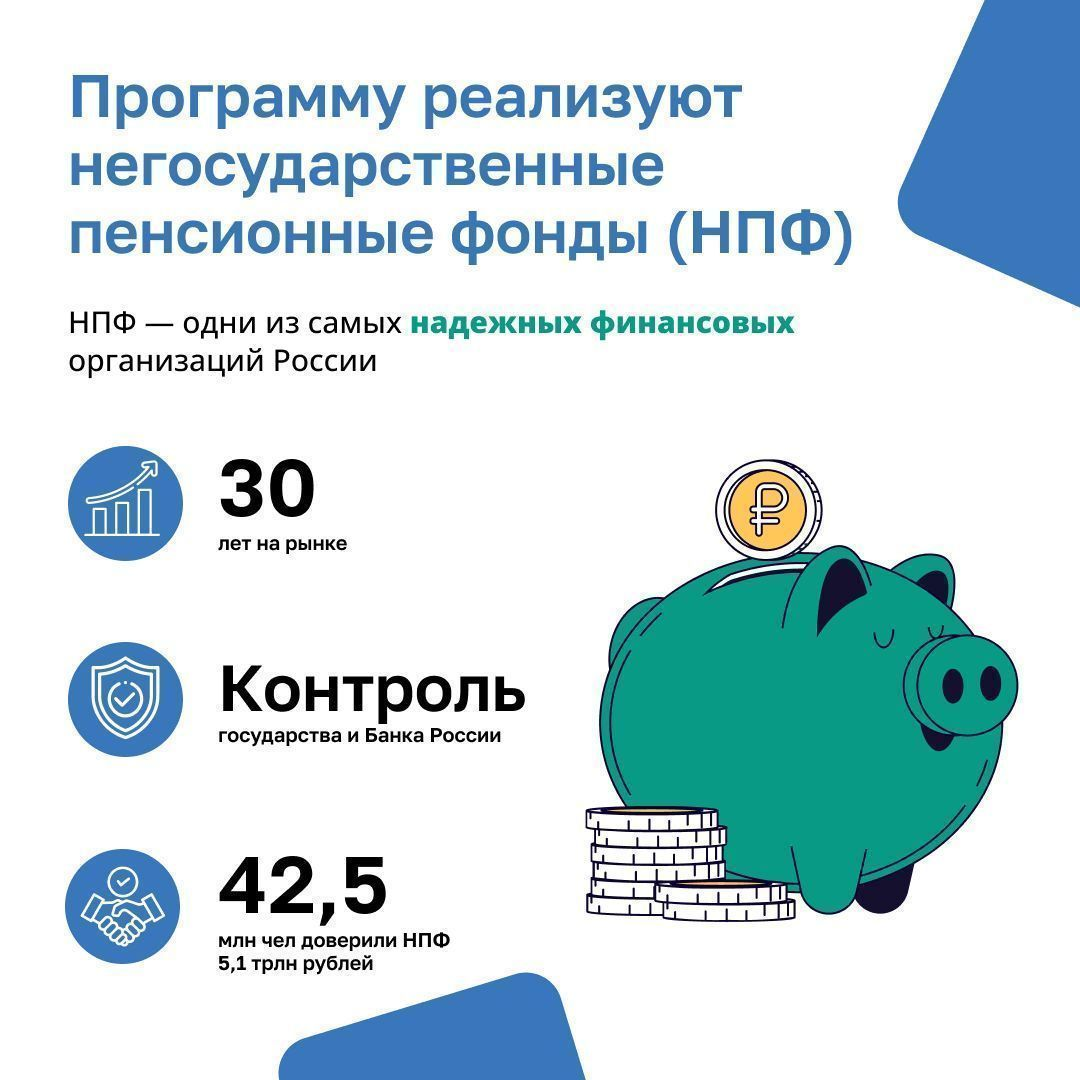 Программу реализуют
негосударственные
пенсионные фонды (НПФ)
НПФ — одни из самых надежных финансовых
организаций России
30
лет на рынке
Контроль
государства и Банка России
42,5
млн чел доверили НПФ
5,1 трлн рублей